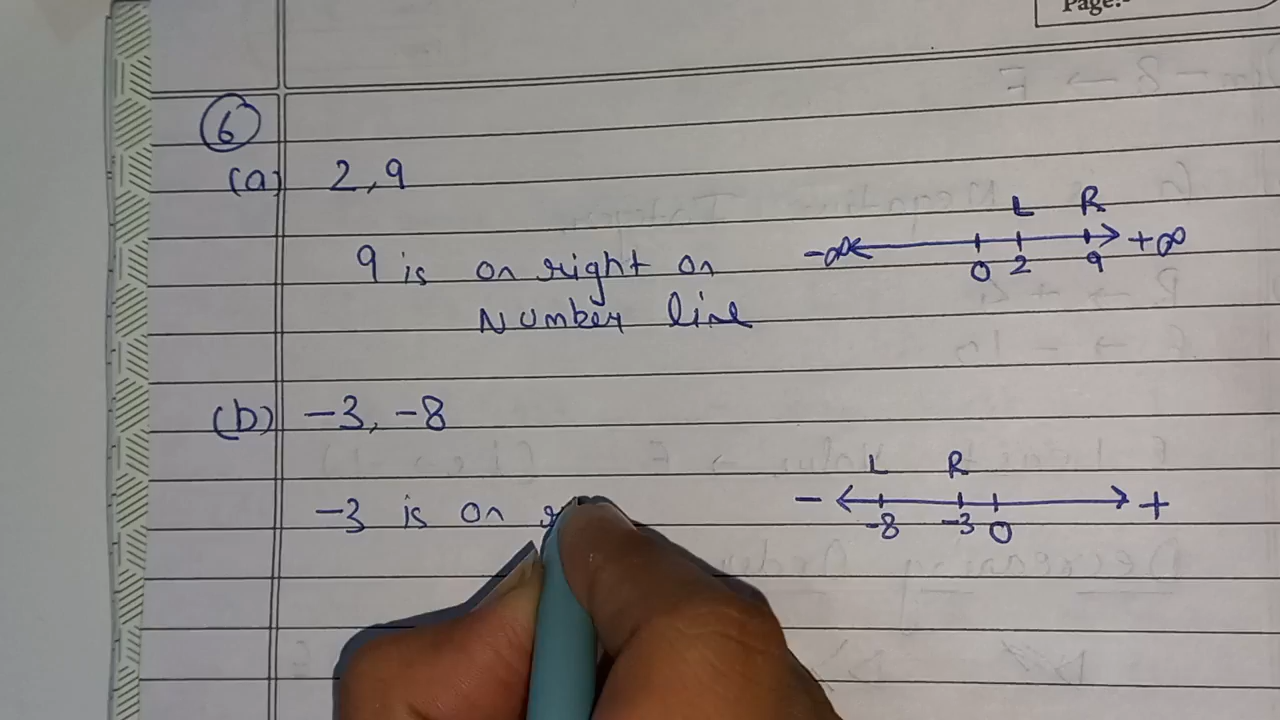 Page:-
6
(a) 2, 9
L R
9 is on right on
-∞ +∞
0 2 9
Number line
(b) -3, -8
L R
-3 is on
- +
-8 -3 0